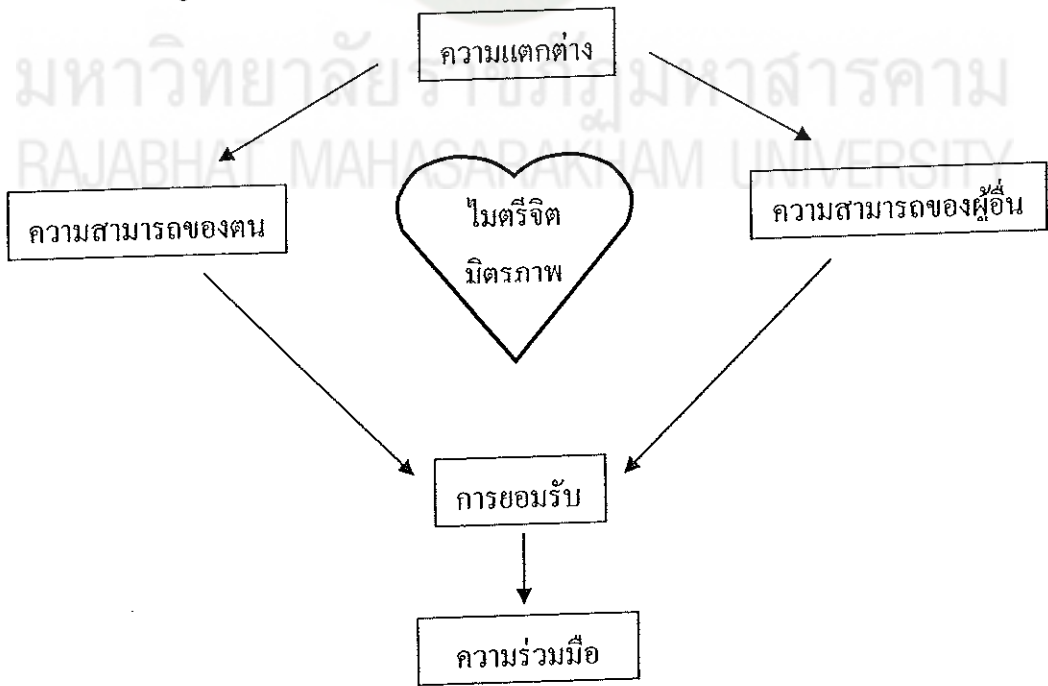 ความแตกต่าง
มหาวิทยาลัยราชภัฏมหาสารคาม
RAJABHAT MAHASARAKHAM UNIVERSITY
ความสามารถของตน
ไมตรีจิต
มิตรภาพ
ความสามารถของผู้อื่น
การยอมรับ
ความร่วมมือ